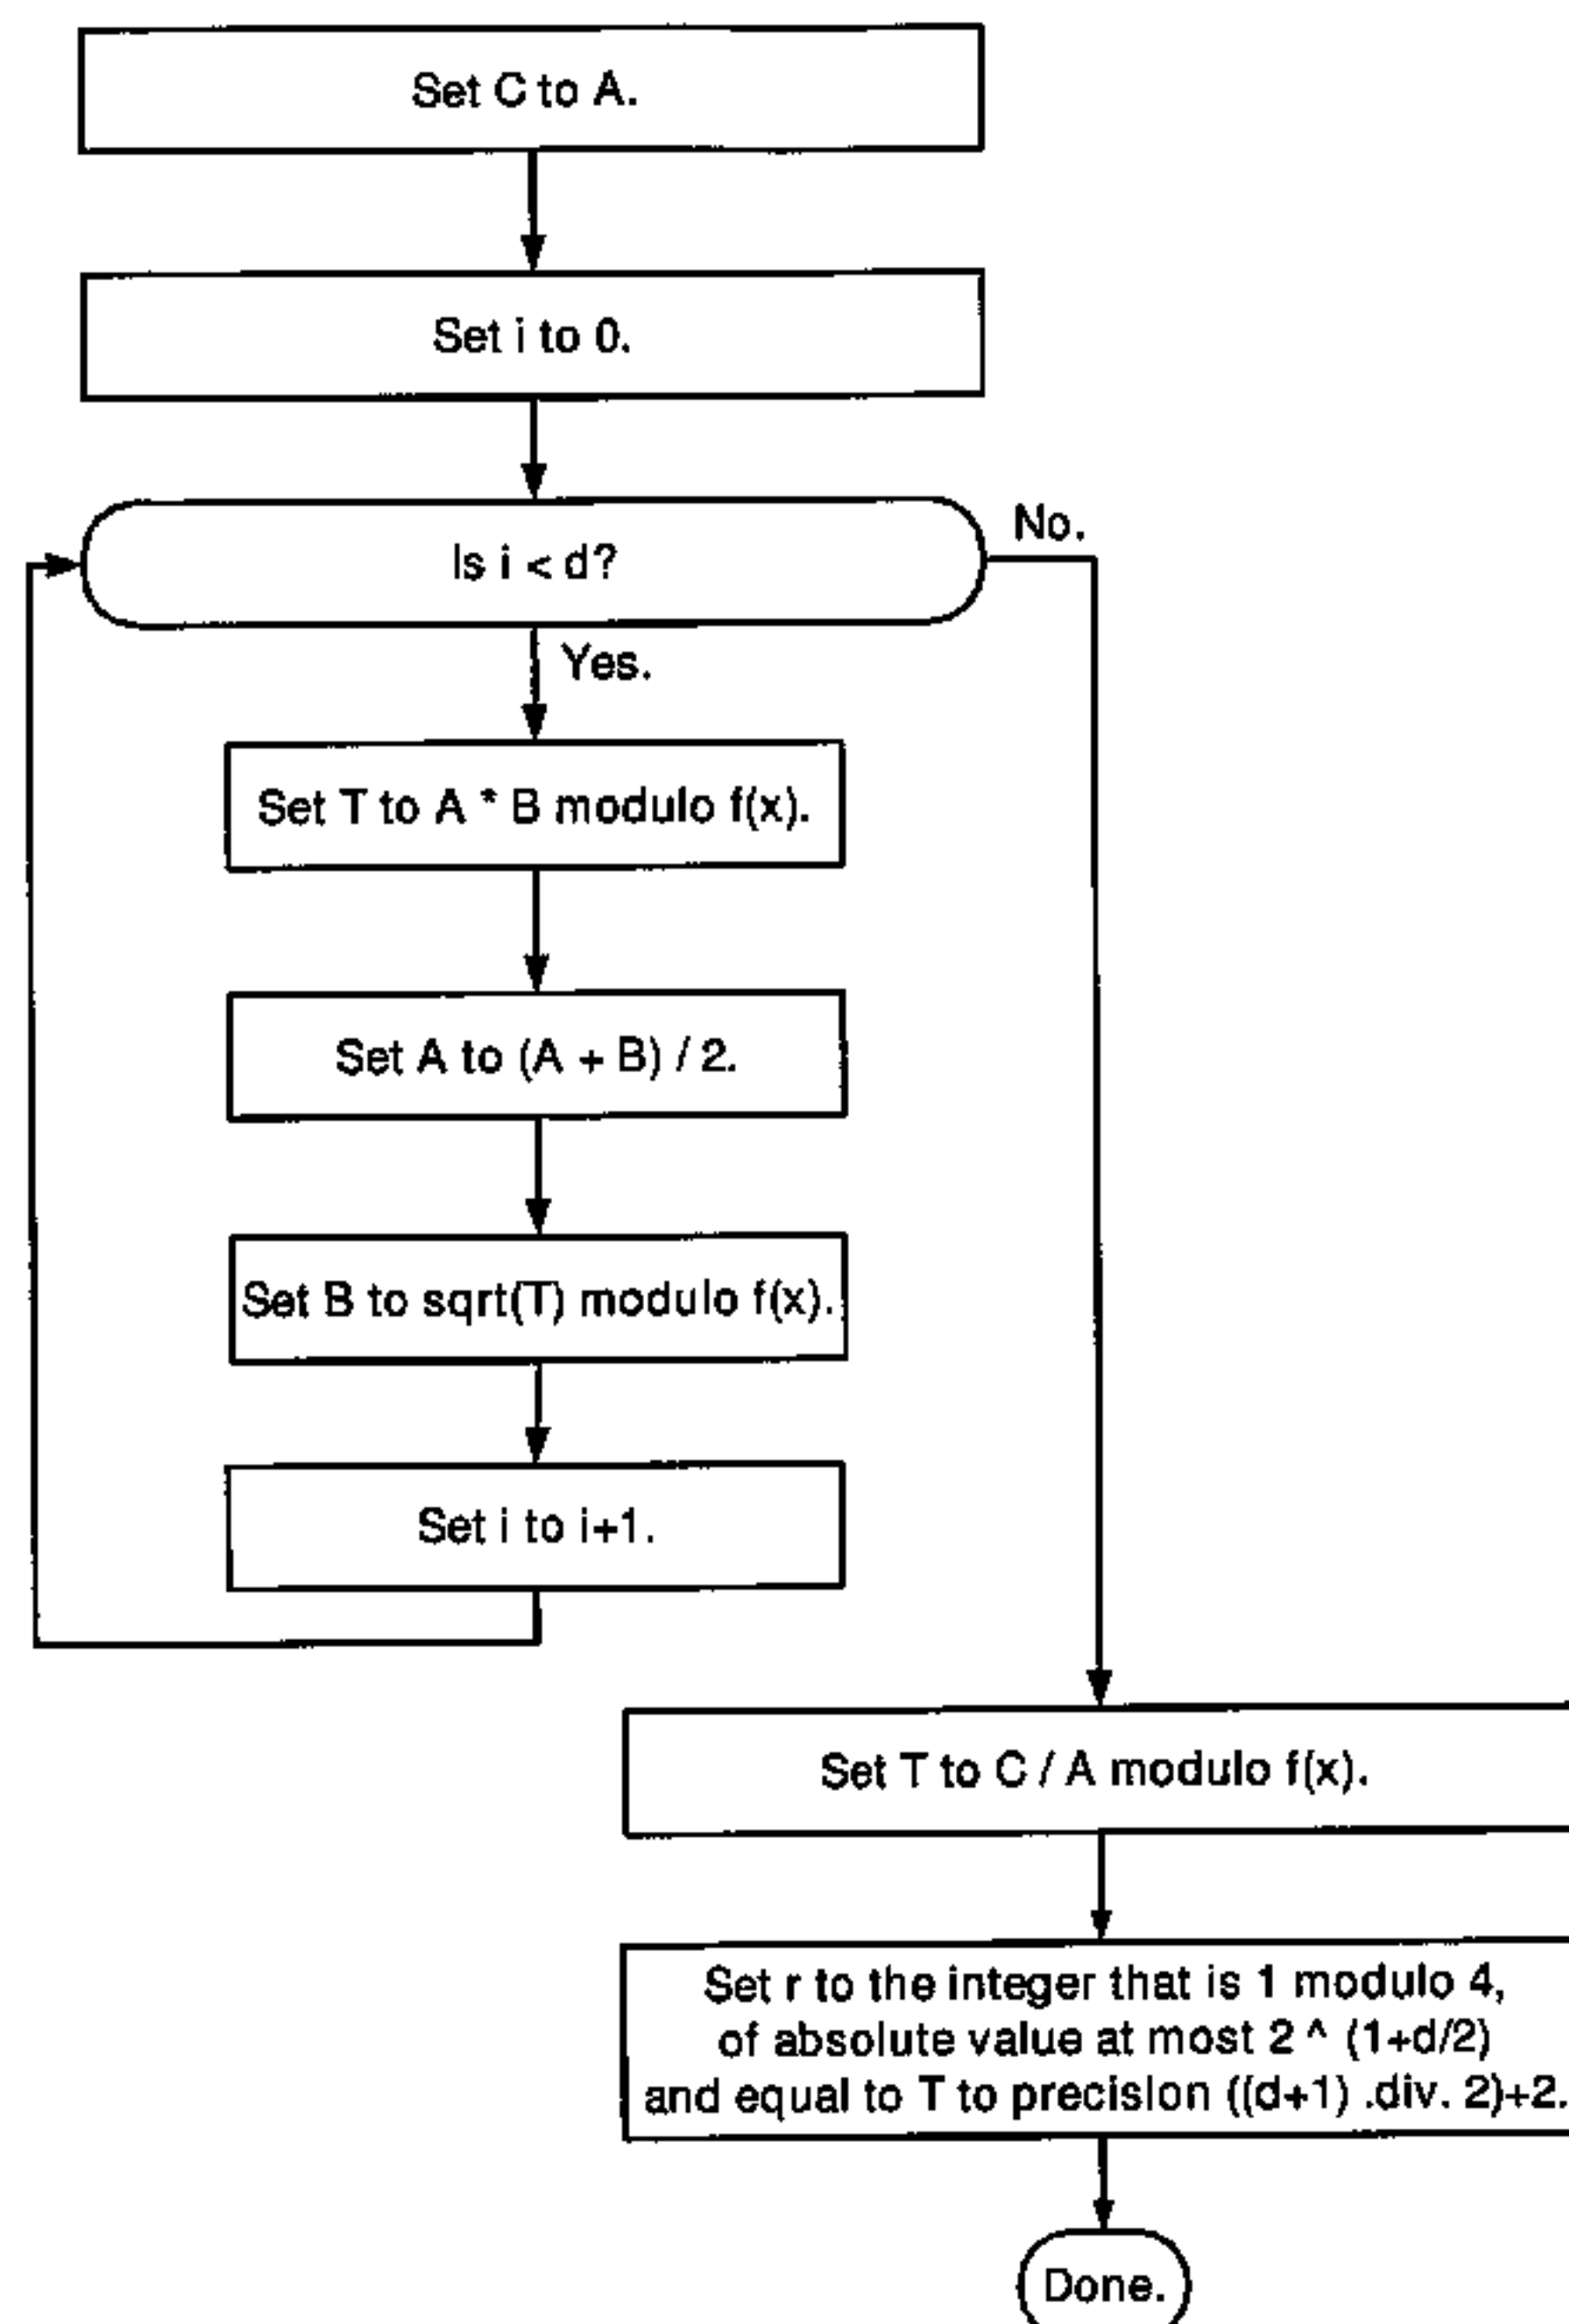 Set C to A.
Set i to 0.
Is i < d?
No.
Yes.
Set T to A * B modulo f(x).
Set A to (A + B) / 2.
Set B to sqrt(T) modulo f(x).
Set i to i+1.
Set T to C / A modulo f(x).
Set r to the integer that is 1 modulo 4,
of absolute value at most 2 ^ (1+d/2)
and equal to T to precision ((d+1) .div. 2)+2.
Done.